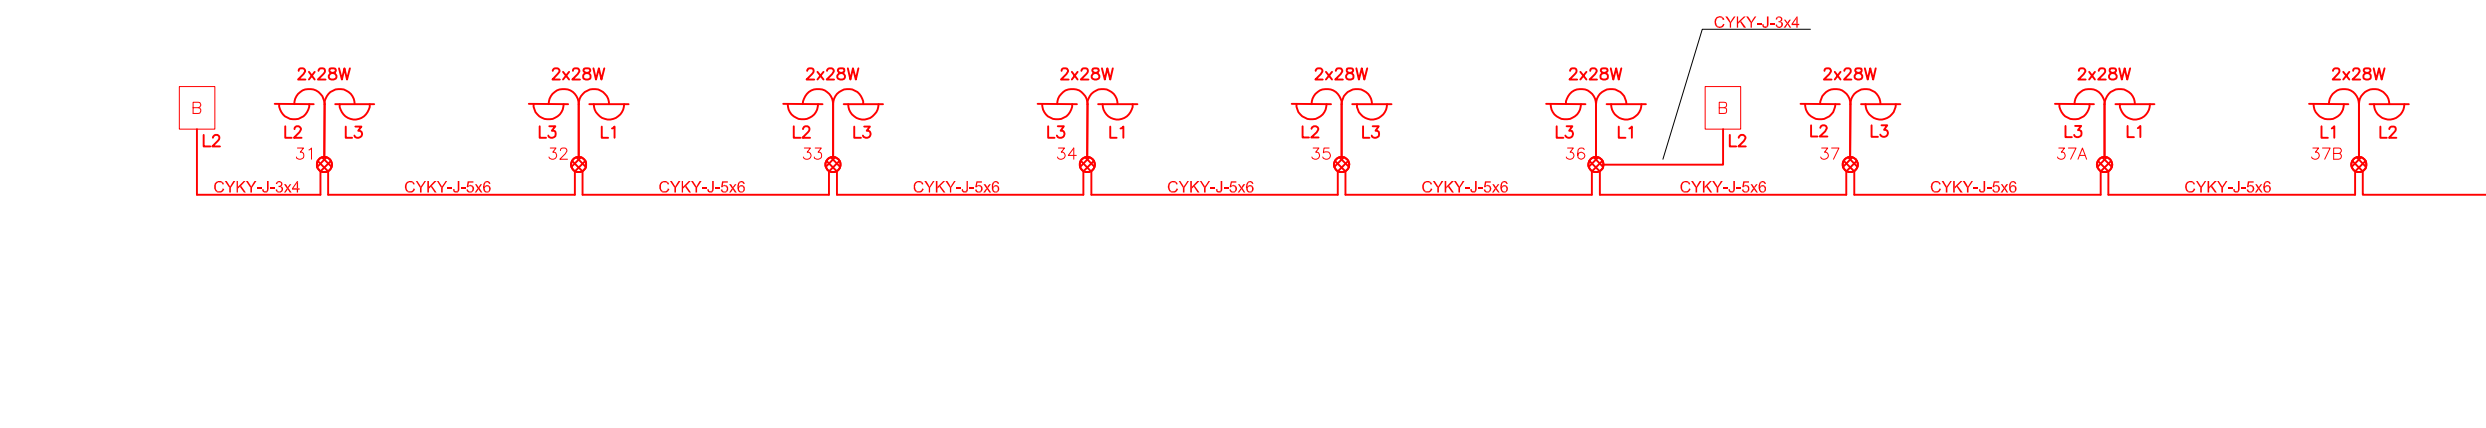 CYKY-J-3x4
2x28W 2x28W 2x28W 2x28W 2x28W 2x28W 2x28W 2x28W 2x28W
B B
L2 L3 L3 L1 L2 L3 L3 L1 L2 L3 L3 L1 L2 L3 L3 L1 L1 L2
L2 L2
31 32 33 34 35 36 37 37A 37B
CYKY-J-3x4 CYKY-J-5x6 CYKY-J-5x6 CYKY-J-5x6 CYKY-J-5x6 CYKY-J-5x6 CYKY-J-5x6 CYKY-J-5x6 CYKY-J-5x6